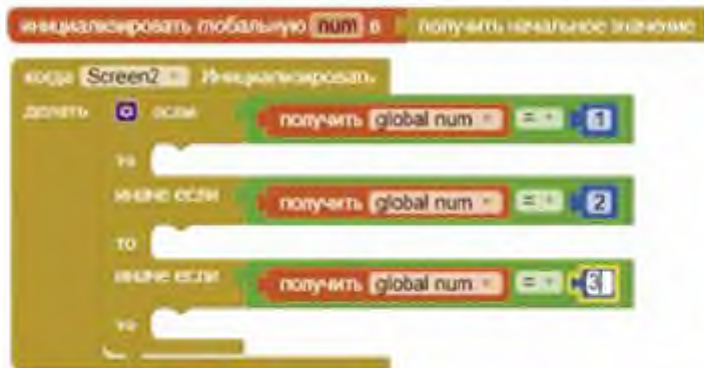 инициализировать глобальную num в получить начальное значение
когда Screen2 Инициализировать
делать если получить global num = 1
то
иначе если получить global num = 2
то
иначе если получить global num = 3
то